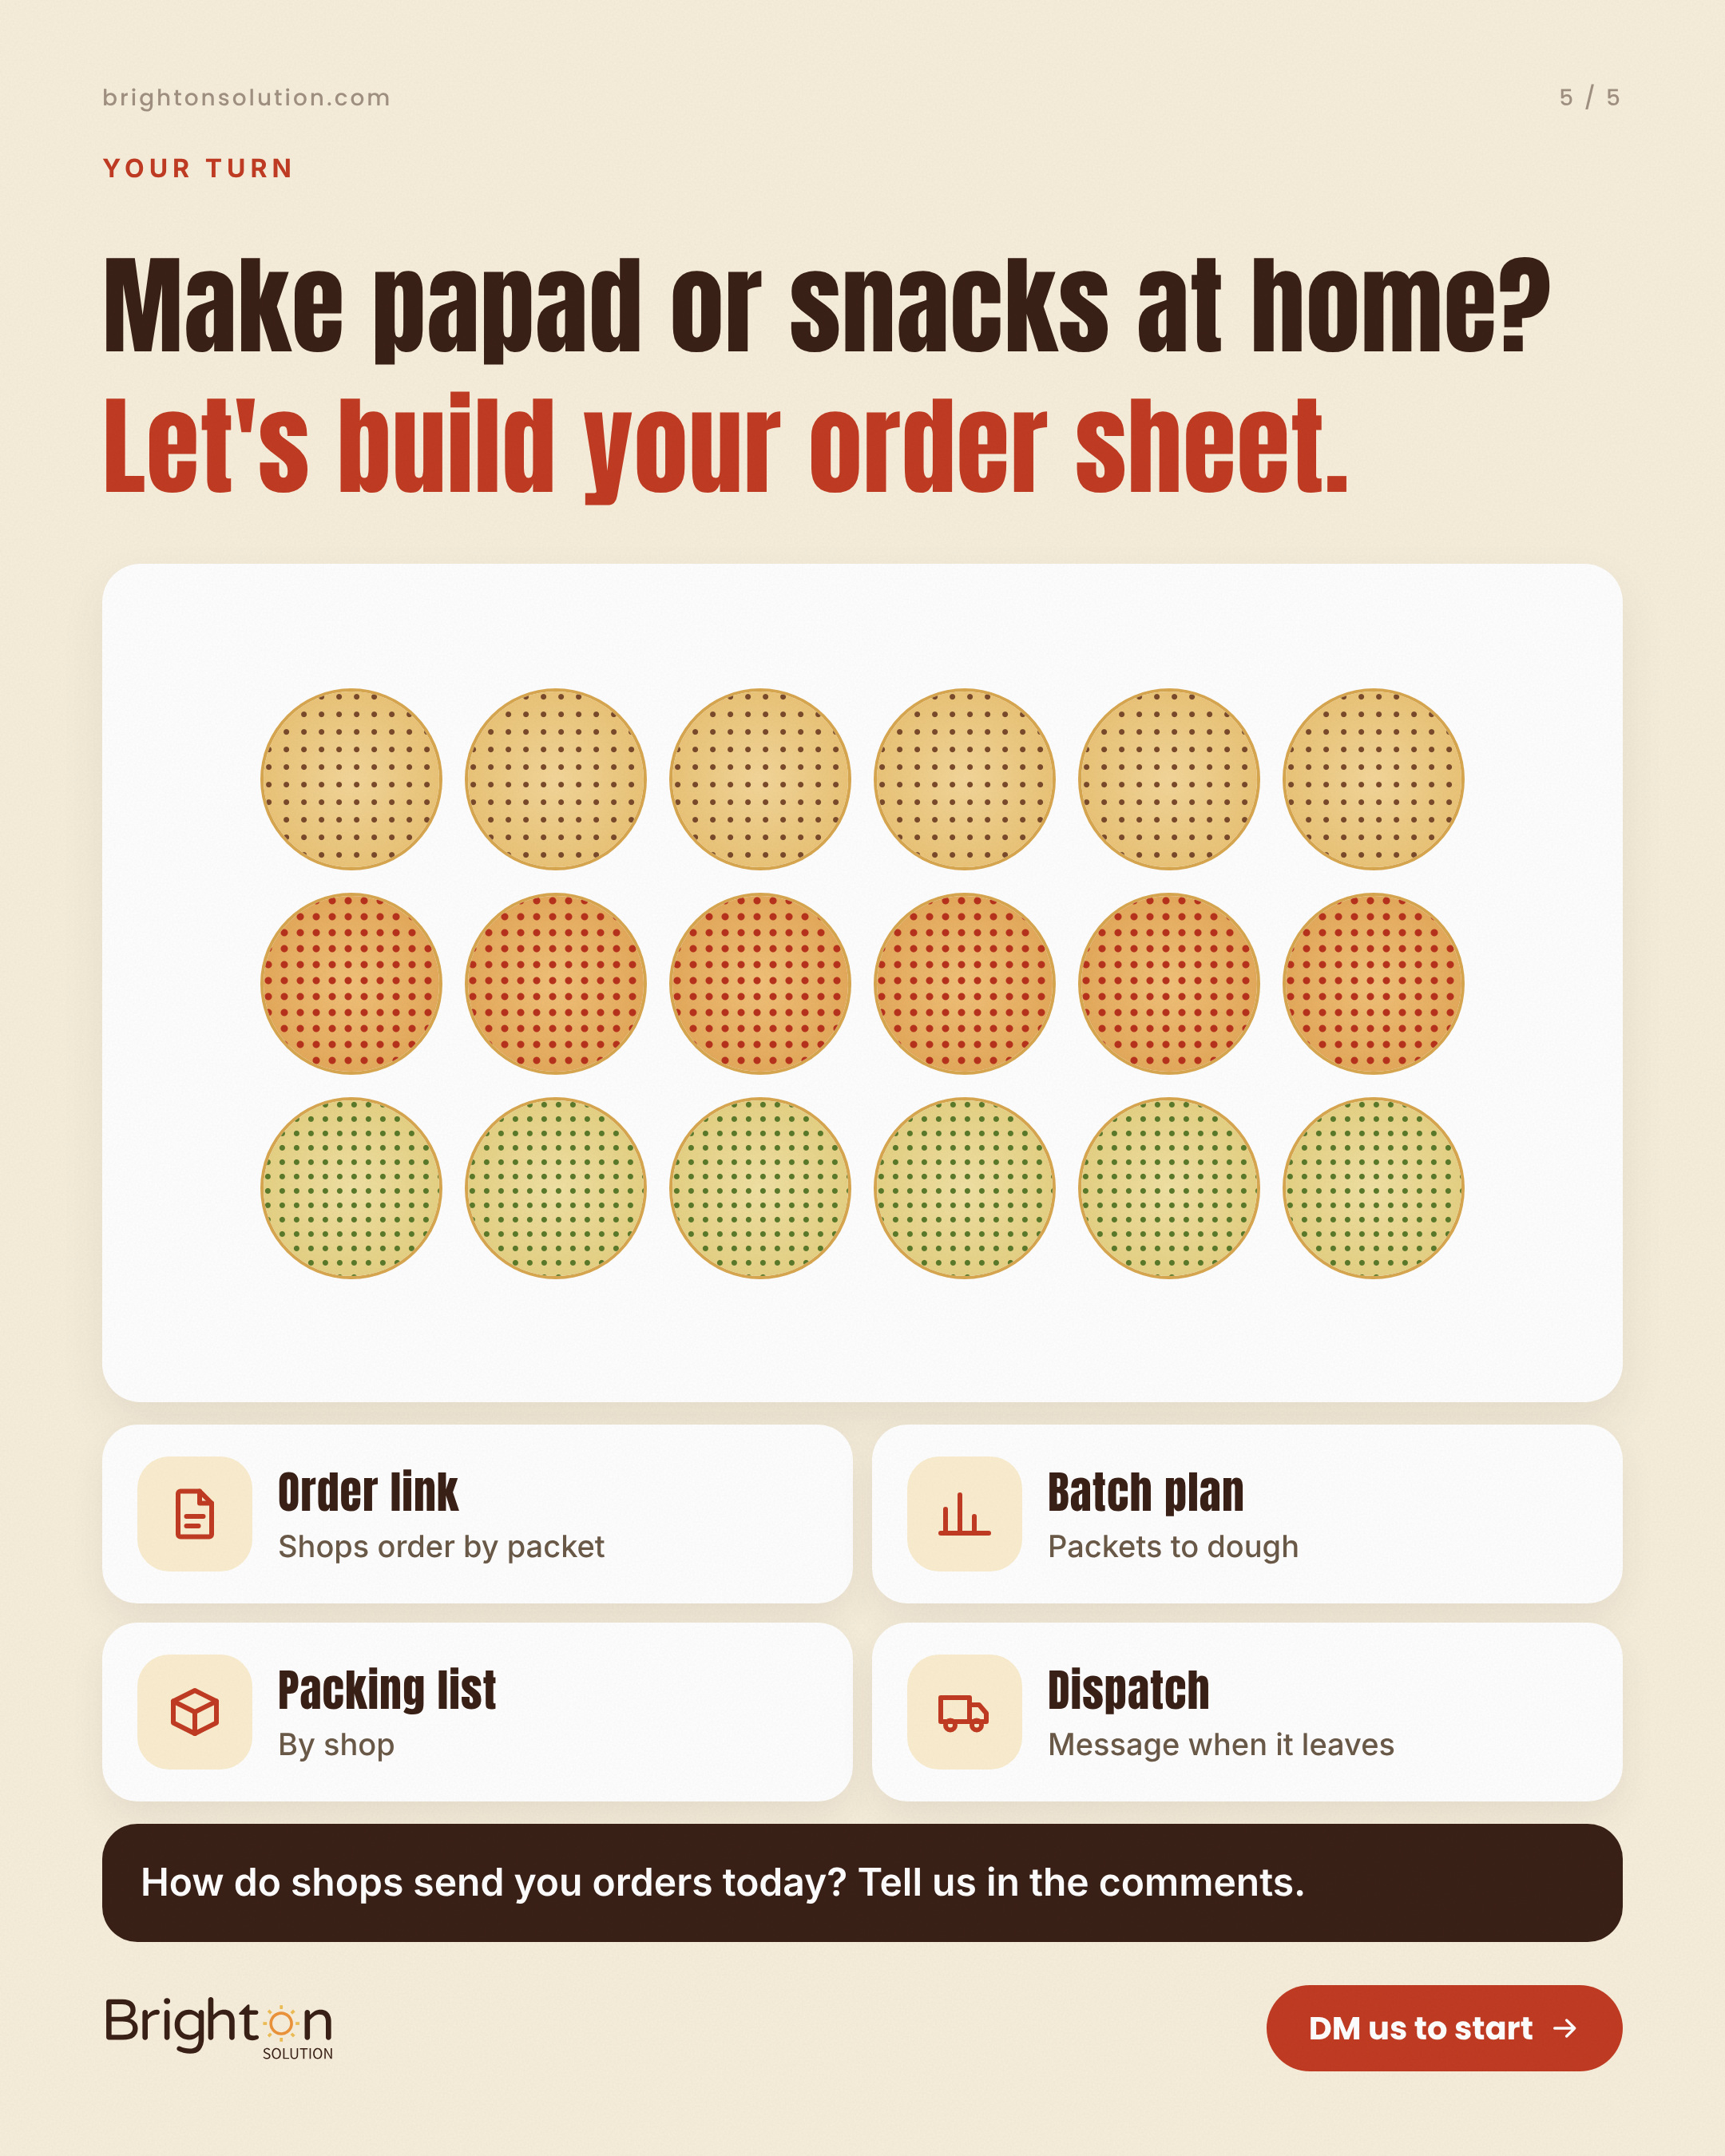 brightonsolution.com
5 / 5
YOUR TURN
Make papad or snacks at home?
Let's build your order sheet.
Order link
Shops order by packet
Batch plan
Packets to dough
Packing list
By shop
Dispatch
Message when it leaves
How do shops send you orders today? Tell us in the comments.
Brighton
SOLUTION
DM us to start →